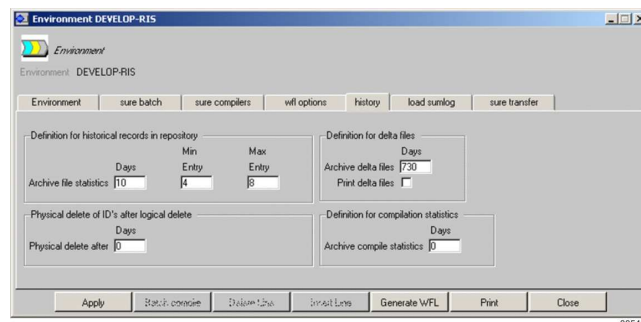 Environment DEVELOP-RIS
Environment
Environment DEVELOP-RIS
Environment sure batch sure compilers wfl options history load sumlog sure transfer
Definition for historical records in repository
Min Max
Days Entry Entry
Archive file statistics 10 4 8
Definition for delta files
Days
Archive delta files 730
Print delta files
Physical delete of ID's after logical delete
Days
Physical delete after 0
Definition for compilation statistics
Days
Archive compile statistics 0
Apply Batch compile Delete Line Insert Line Generate WFL Print Close